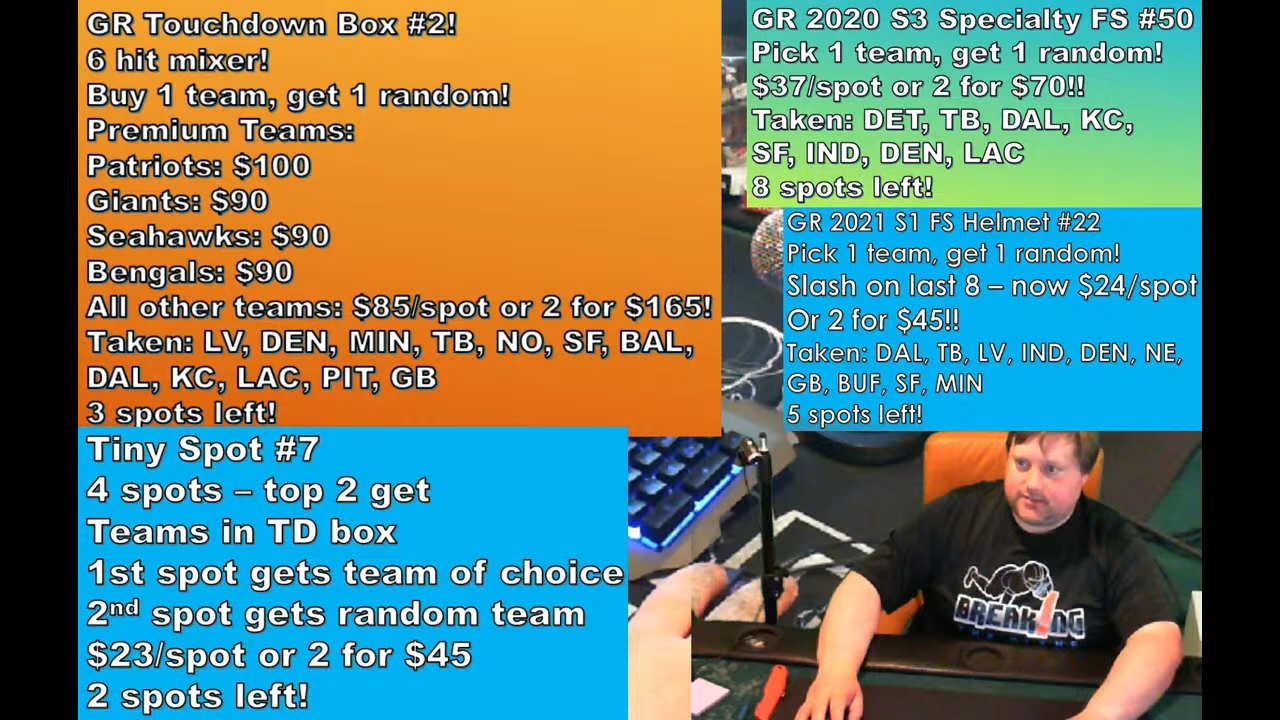 GR Touchdown Box #2!
6 hit mixer!
Buy 1 team, get 1 random!
Premium Teams:
Patriots: $100
Giants: $90
Seahawks: $90
Bengals: $90
All other teams: $85/spot or 2 for $165!
Taken: LV, DEN, MIN, TB, NO, SF, BAL,
DAL, KC, LAC, PIT, GB
3 spots left!
GR 2020 S3 Specialty FS #50
Pick 1 team, get 1 random!
$37/spot or 2 for $70!!
Taken: DET, TB, DAL, KC,
SF, IND, DEN, LAC
8 spots left!
GR 2021 S1 FS Helmet #22
Pick 1 team, get 1 random!
Slash on last 8 – now $24/spot
Or 2 for $45!!
Taken: DAL, TB, LV, IND, DEN, NE,
GB, BUF, SF, MIN
5 spots left!
Tiny Spot #7
4 spots – top 2 get
Teams in TD box
1st spot gets team of choice
2nd spot gets random team
$23/spot or 2 for $45
2 spots left!
BREAKING